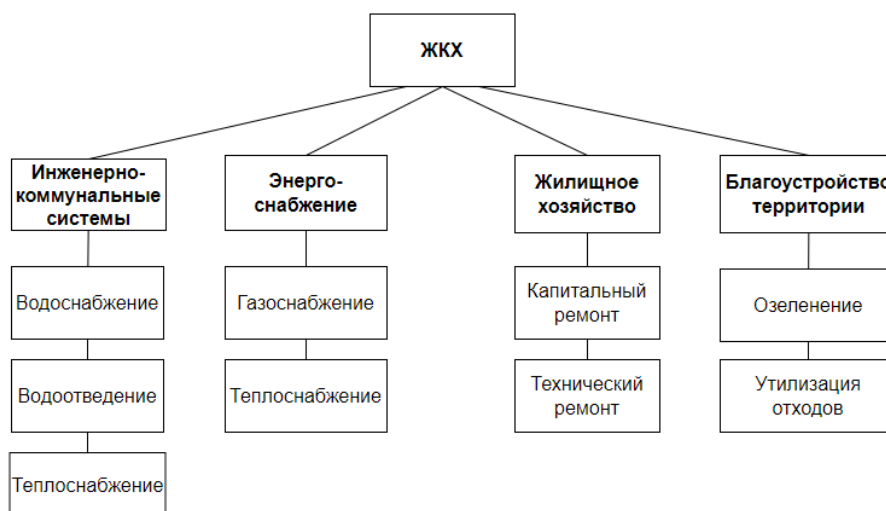 ЖКХ
Инженерно-
коммунальные
системы
Энерго-
снабжение
Жилищное
хозяйство
Благоустройство
территории
Водоснабжение
Газоснабжение
Капитальный
ремонт
Озеленение
Водоотведение
Теплоснабжение
Технический
ремонт
Утилизация
отходов
Теплоснабжение